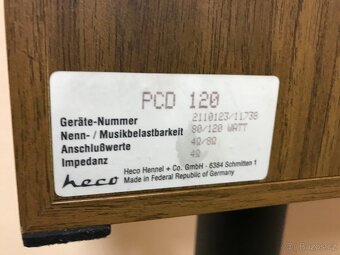 PCD 120
Geräte-Nummer 2110123/11738
Nenn- / Musikbelastbarkeit 80/120 WATT
Anschlußwerte 4Ω/8Ω
Impedanz 4Ω
Heco Hennel + Co. GmbH - 6384 Schmitten 1
heco Made in Federal Republic of Germany